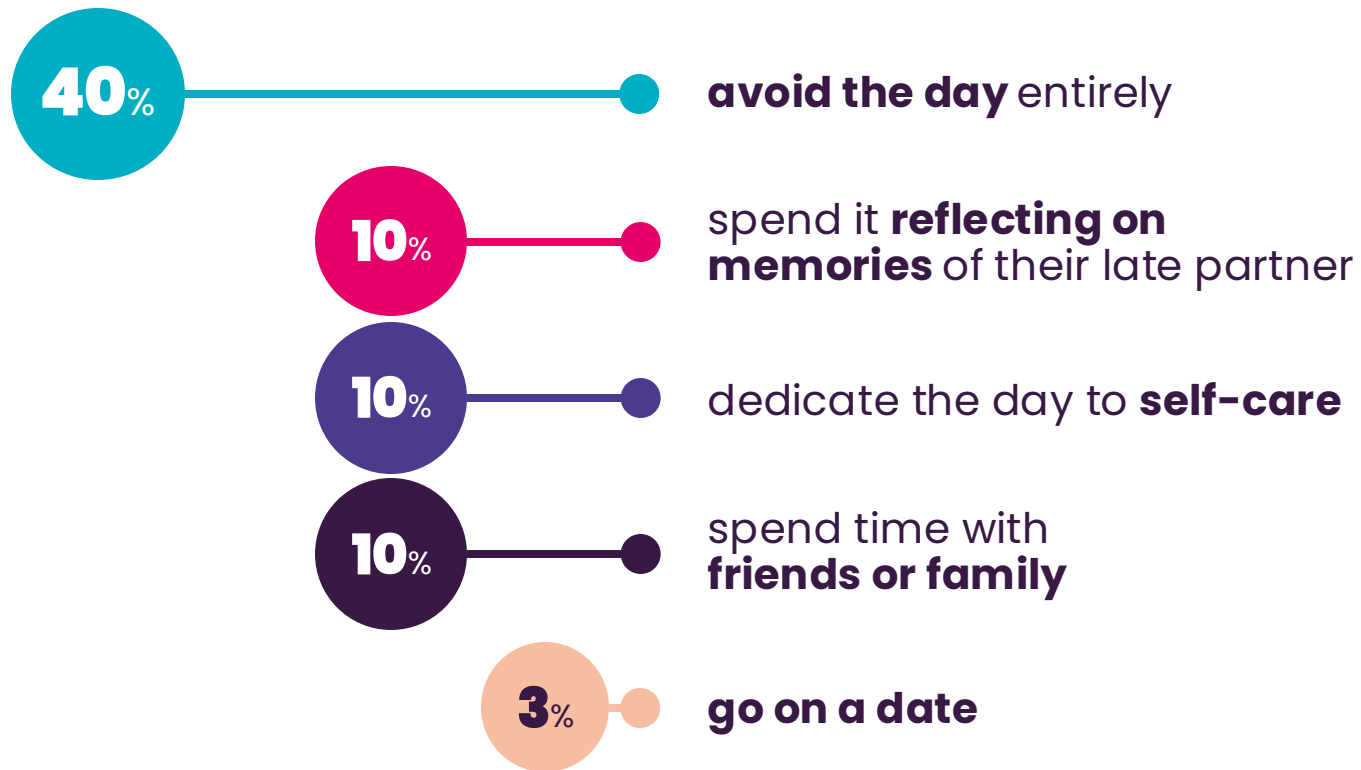 40% avoid the day entirely
10% spend it reflecting on
memories of their late partner
10% dedicate the day to self-care
10% spend time with
friends or family
3% go on a date